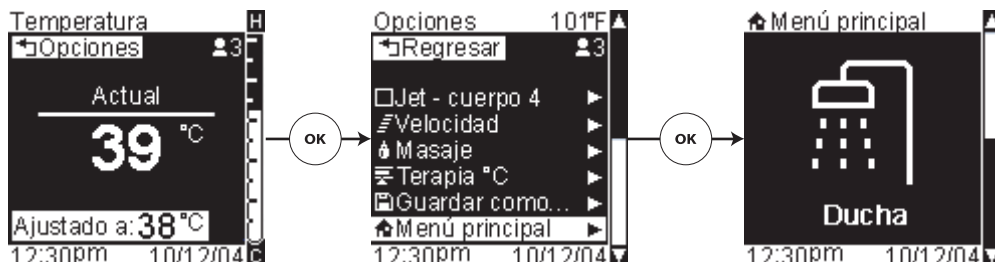 Temperatura H
Opciones 3
Actual
39 °C
Ajustado a: 38 °C
12:30pm 10/12/04 C
OK
Opciones 101°F
Regresar 3
Jet - cuerpo 4
Velocidad
Masaje
Terapia °C
Guardar como...
Menú principal
12:30pm 10/12/04
OK
Menú principal
Ducha
12:30pm 10/12/04